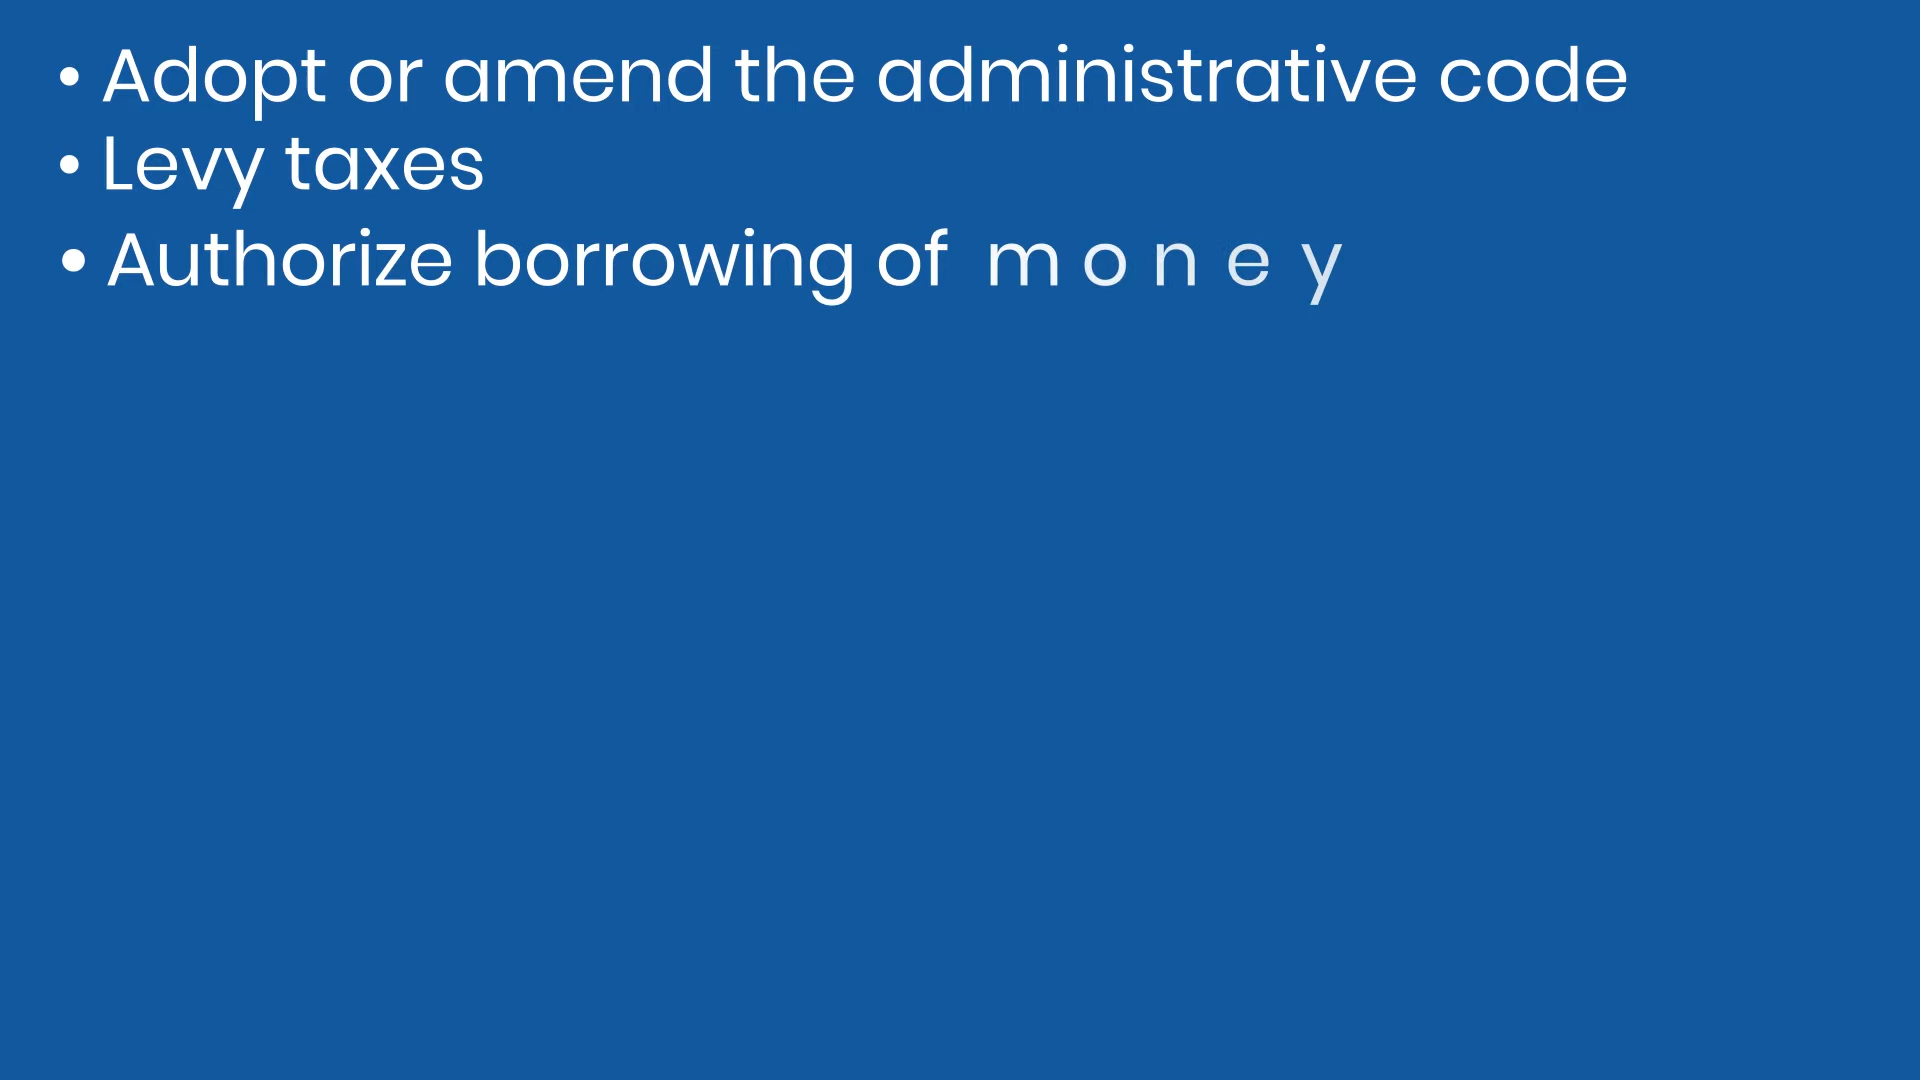 • Adopt or amend the administrative code
• Levy taxes
• Authorize borrowing of money